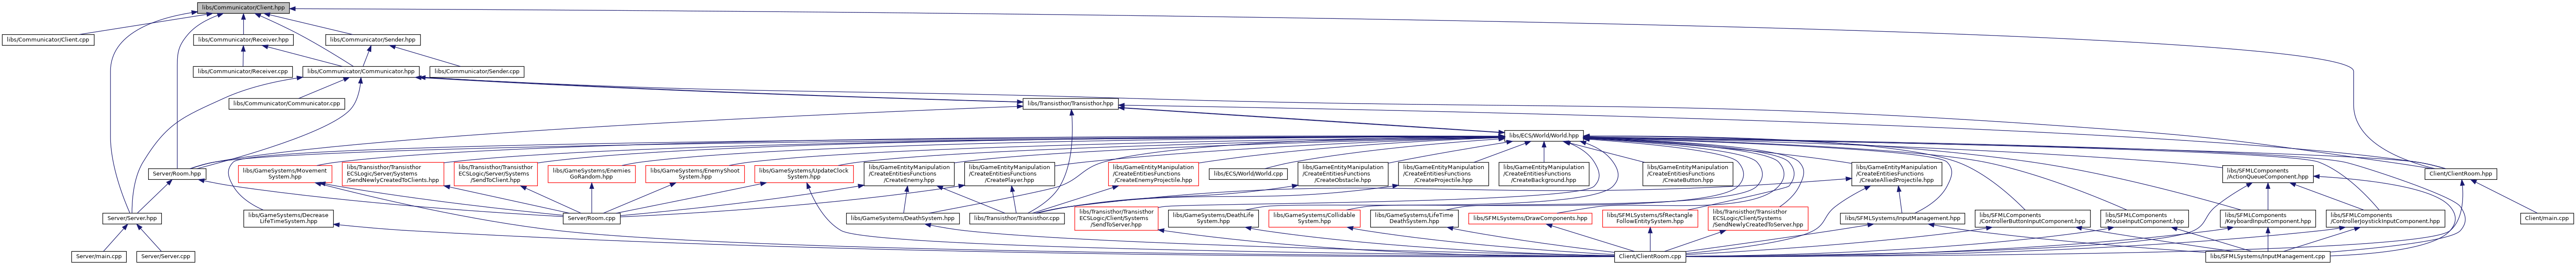 libs/Communicator/Client.hpp
libs/Communicator/Client.cpp
libs/Communicator/Receiver.hpp
libs/Communicator/Sender.hpp
libs/Communicator/Receiver.cpp
libs/Communicator/Communicator.hpp
libs/Communicator/Sender.cpp
libs/Communicator/Communicator.cpp
libs/Transisthor/Transisthor.hpp
libs/ECS/World/World.hpp
Server/Room.hpp
libs/GameSystems/Movement
System.hpp
libs/Transisthor/Transisthor
ECSLogic/Server/Systems
/SendNewlyCreatedToClients.hpp
libs/Transisthor/Transisthor
ECSLogic/Server/Systems
/SendToClient.hpp
libs/GameSystems/Enemies
GoRandom.hpp
libs/GameSystems/EnemyShoot
System.hpp
libs/GameSystems/UpdateClock
System.hpp
libs/GameEntityManipulation
/CreateEntitiesFunctions
/CreateEnemy.hpp
libs/GameEntityManipulation
/CreateEntitiesFunctions
/CreatePlayer.hpp
libs/GameEntityManipulation
/CreateEntitiesFunctions
/CreateEnemyProjectile.hpp
libs/ECS/World/World.cpp
libs/GameEntityManipulation
/CreateEntitiesFunctions
/CreateObstacle.hpp
libs/GameEntityManipulation
/CreateEntitiesFunctions
/CreateProjectile.hpp
libs/GameEntityManipulation
/CreateEntitiesFunctions
/CreateBackground.hpp
libs/GameEntityManipulation
/CreateEntitiesFunctions
/CreateButton.hpp
libs/GameEntityManipulation
/CreateEntitiesFunctions
/CreateAlliedProjectile.hpp
libs/SFMLComponents
/ActionQueueComponent.hpp
Client/ClientRoom.hpp
Server/Server.hpp
libs/GameSystems/Decrease
LifeTimeSystem.hpp
Server/Room.cpp
libs/GameSystems/DeathSystem.hpp
libs/Transisthor/Transisthor.cpp
libs/Transisthor/Transisthor
ECSLogic/Client/Systems
/SendToServer.hpp
libs/GameSystems/DeathLife
System.hpp
libs/GameSystems/Collidable
System.hpp
libs/GameSystems/LifeTime
DeathSystem.hpp
libs/SFMLSystems/DrawComponents.hpp
libs/SFMLSystems/SfRectangle
FollowEntitySystem.hpp
libs/Transisthor/Transisthor
ECSLogic/Client/Systems
/SendNewlyCreatedToServer.hpp
libs/SFMLSystems/InputManagement.hpp
libs/SFMLComponents
/ControllerButtonInputComponent.hpp
libs/SFMLComponents
/MouseInputComponent.hpp
libs/SFMLComponents
/KeyboardInputComponent.hpp
libs/SFMLComponents
/ControllerJoystickInputComponent.hpp
Client/main.cpp
Server/main.cpp
Server/Server.cpp
Client/ClientRoom.cpp
libs/SFMLSystems/InputManagement.cpp